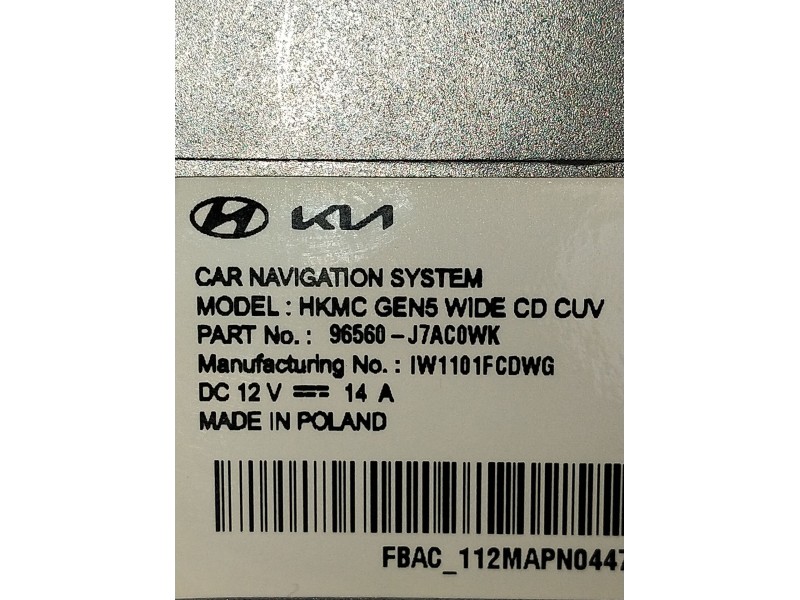 KIA
CAR NAVIGATION SYSTEM
MODEL : HKMC GEN5 WIDE CD CUV
PART No. : 96560-J7AC0WK
Manufacturing No. : IW1101FCDWG
DC 12 V ⎓ 14 A
MADE IN POLAND
FBAC_112MAPN0447